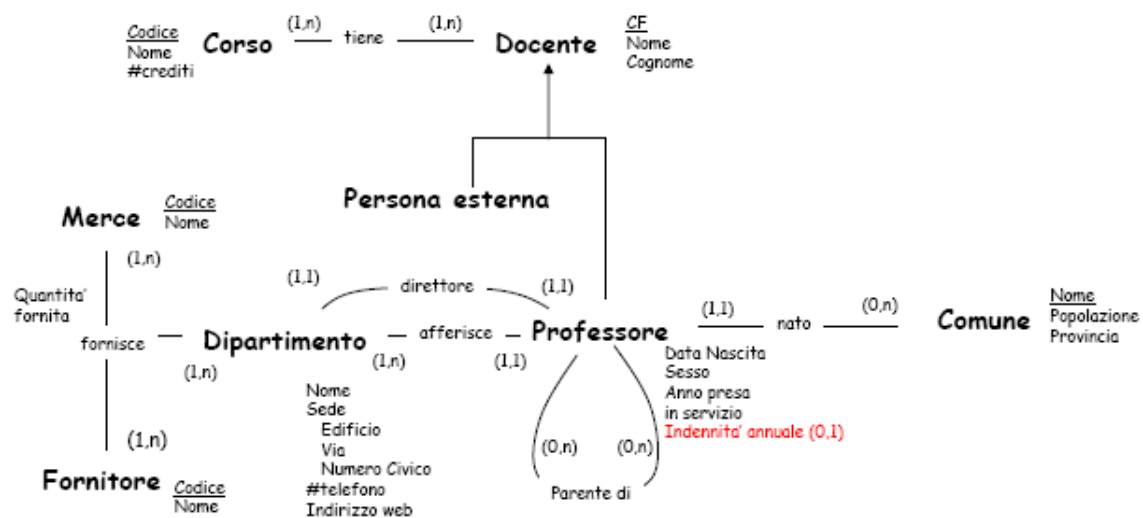 Codice
Nome
#crediti
Corso
(1,n)
tiene
(1,n)
Docente
CF
Nome
Cognome
Persona esterna
Merce
Codice
Nome
(1,n)
Quantita'
fornita
fornisce
(1,n)
Dipartimento
(1,1)
direttore
(1,1)
(1,n)
afferisce
(1,1)
Professore
(1,1)
nato
(0,n)
Comune
Nome
Popolazione
Provincia
Data Nascita
Sesso
Anno presa
in servizio
Indennita' annuale (0,1)
Nome
Sede
Edificio
Via
Numero Civico
#telefono
Indirizzo web
(0,n)
(0,n)
Parente di
(1,n)
Fornitore
Codice
Nome